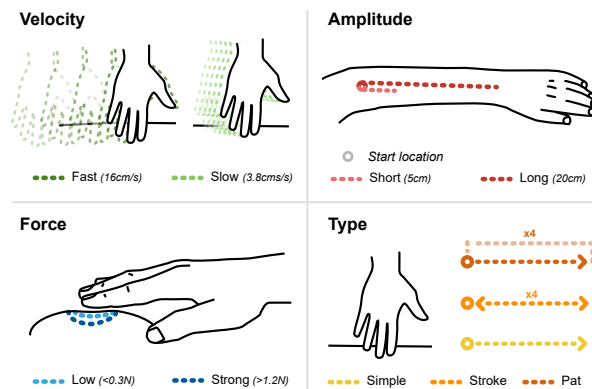 Velocity
Fast (16cm/s)
Slow (3.8cms/s)
Amplitude
Start location
Short (5cm)
Long (20cm)
Force
Low (<0.3N)
Strong (>1.2N)
Type
x4
x4
Simple
Stroke
Pat